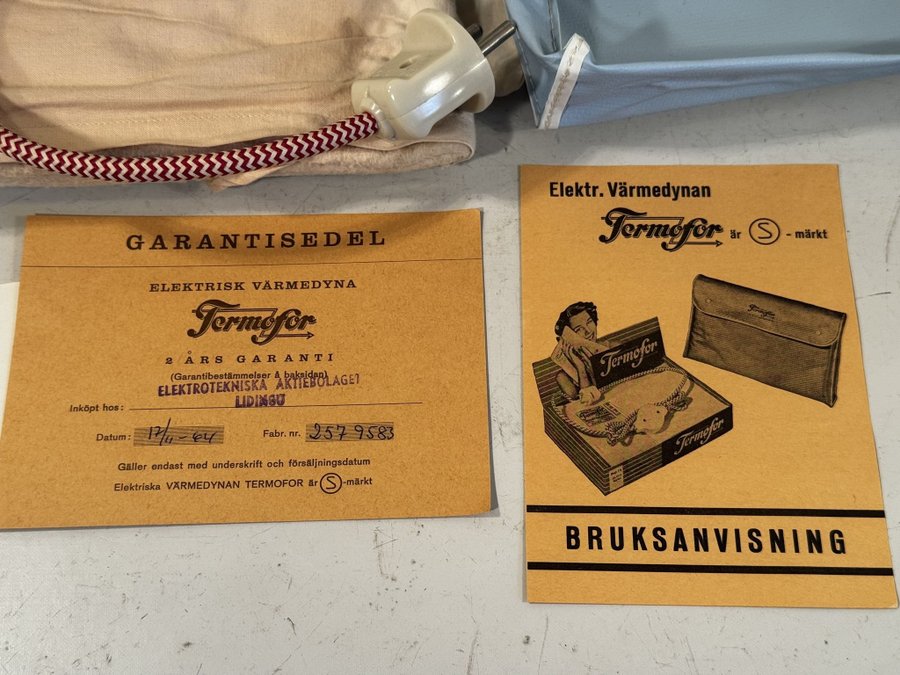 GARANTISEDEL
ELEKTRISK VÄRMEDYNA
Termofor
2 ÅRS GARANTI
(Garantibestämmelser å baksidan)
ELEKTROTEKNISKA AKTIEBOLAGET
LIDINGÖ
Inköpt hos:
Datum: 17/11-64 Fabr. nr. 2579583
Gäller endast med underskrift och försäljningsdatum
Elektriska VÄRMEDYNAN TERMOFOR är S-märkt
Elektr. Värmedynan
Termofor är S - märkt
Termofor
Termofor
Termofor
BRUKSANVISNING